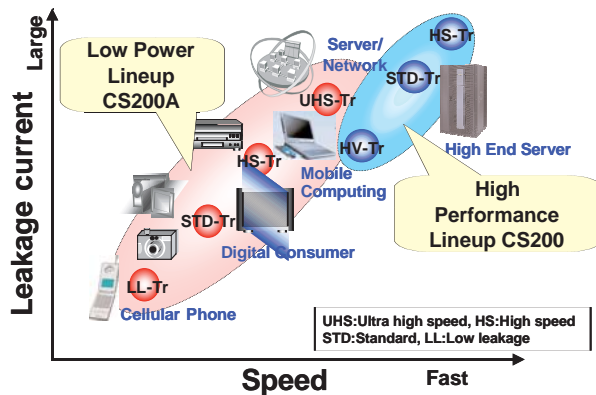 Large
Leakage current
Low Power
Lineup
CS200A
Server/
Network
HS-Tr
STD-Tr
UHS-Tr
HV-Tr
High End Server
HS-Tr
Mobile
Computing
High
Performance
Lineup CS200
STD-Tr
Digital Consumer
LL-Tr
Cellular Phone
UHS:Ultra high speed, HS:High speed
STD:Standard, LL:Low leakage
Speed
Fast